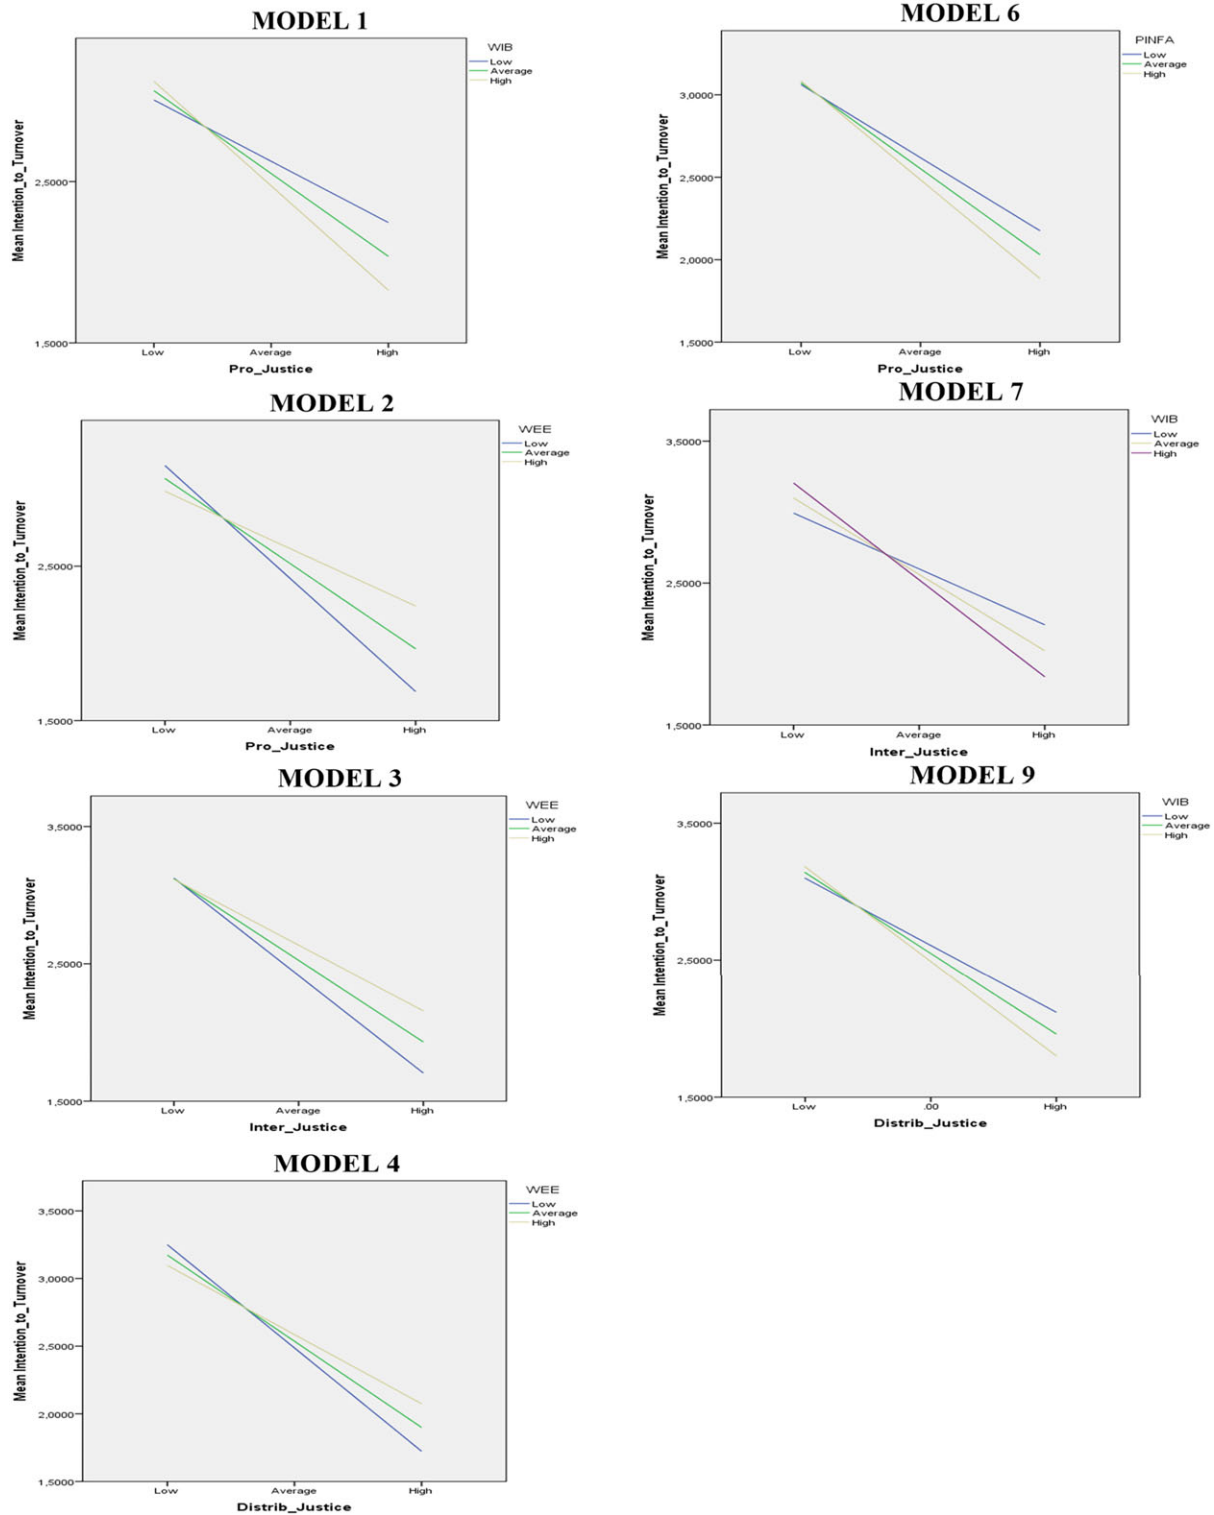 MODEL 1
WIB
Low
Average
High
Mean Intention_to_Turnover
2,5000
1,5000
Low Average High
Pro_Justice
MODEL 2
WEE
Low
Average
High
Mean Intention_to_Turnover
2,5000
1,5000
Low Average High
Pro_Justice
MODEL 3
WEE
Low
Average
High
Mean Intention_to_Turnover
3,5000
2,5000
1,5000
Low Average High
Inter_Justice
MODEL 4
WEE
Low
Average
High
Mean Intention_to_Turnover
3,5000
3,0000
2,5000
2,0000
1,5000
Low Average High
Distrib_Justice
MODEL 6
PINFA
Low
Average
High
Mean Intention_to_Turnover
3,0000
2,5000
2,0000
1,5000
Low Average High
Pro_Justice
MODEL 7
WIB
Low
Average
High
Mean Intention_to_Turnover
3,5000
2,5000
1,5000
Low Average High
Inter_Justice
MODEL 9
WIB
Low
Average
High
Mean Intention_to_Turnover
3,5000
2,5000
1,5000
Low .00 High
Distrib_Justice